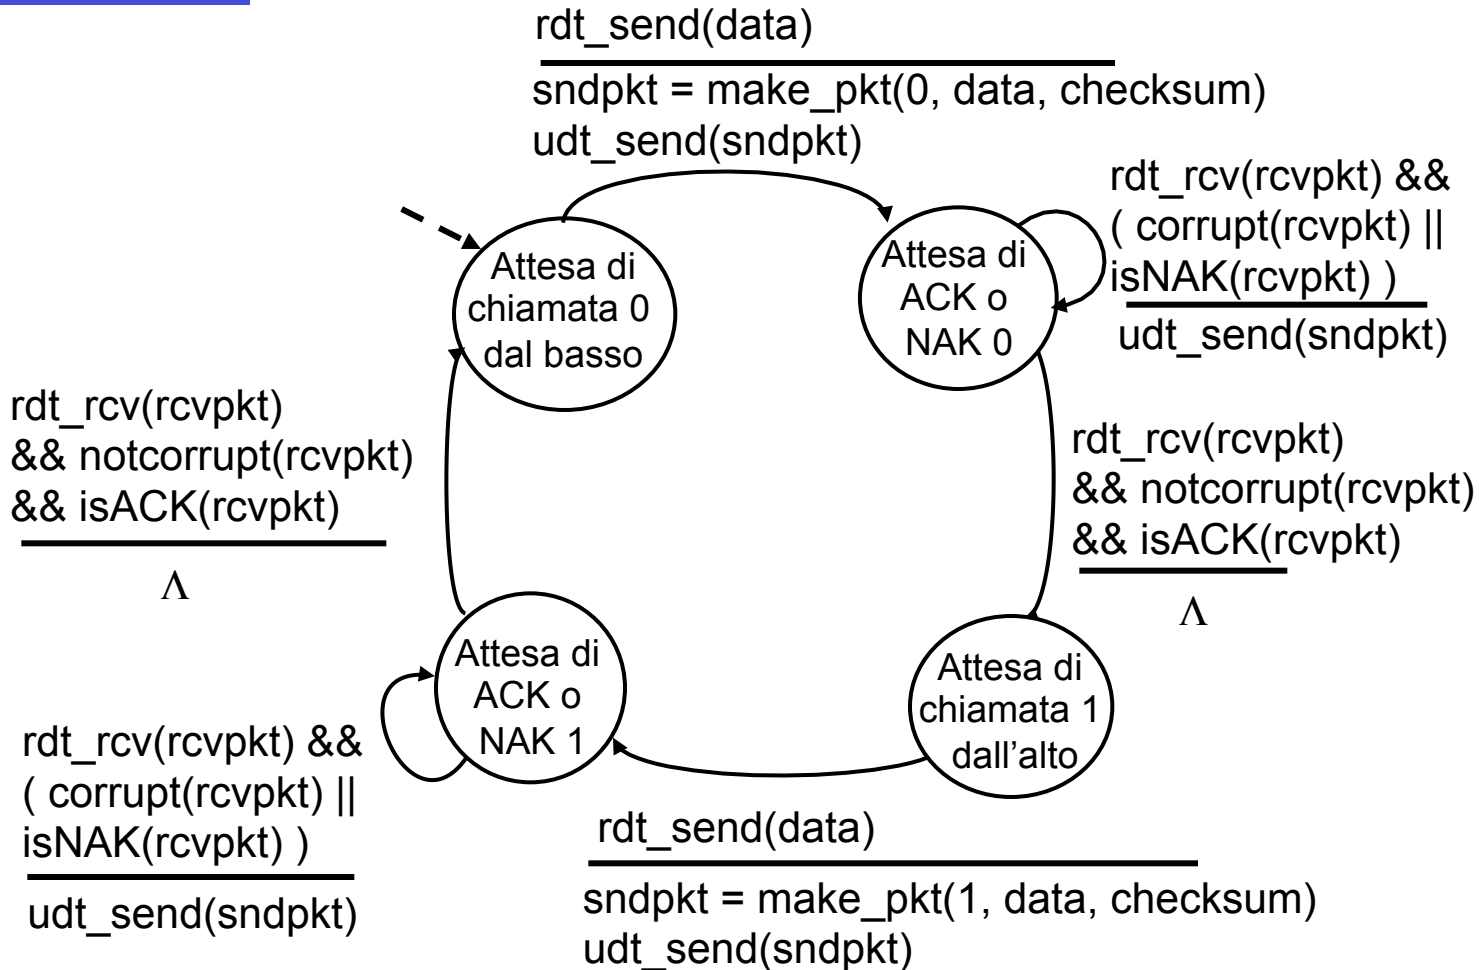 rdt_send(data)
sndpkt = make_pkt(0, data, checksum)
udt_send(sndpkt)
Attesa di
chiamata 0
dal basso
Attesa di
ACK o
NAK 0
rdt_rcv(rcvpkt) &&
( corrupt(rcvpkt) ||
isNAK(rcvpkt) )
udt_send(sndpkt)
rdt_rcv(rcvpkt)
&& notcorrupt(rcvpkt)
&& isACK(rcvpkt)
Λ
rdt_rcv(rcvpkt)
&& notcorrupt(rcvpkt)
&& isACK(rcvpkt)
Λ
Attesa di
ACK o
NAK 1
Attesa di
chiamata 1
dall'alto
rdt_rcv(rcvpkt) &&
( corrupt(rcvpkt) ||
isNAK(rcvpkt) )
udt_send(sndpkt)
rdt_send(data)
sndpkt = make_pkt(1, data, checksum)
udt_send(sndpkt)